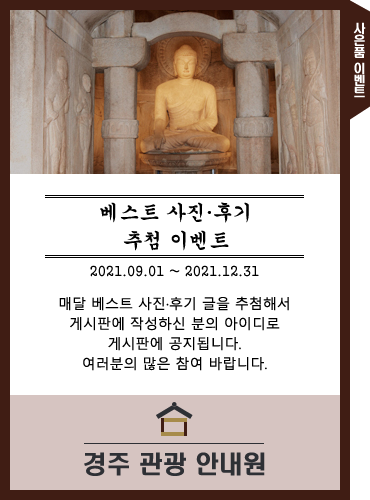 사은품 이벤트
베스트 사진·후기
추첨 이벤트
2021.09.01 ~ 2021.12.31
매달 베스트 사진·후기 글을 추첨해서
게시판에 작성하신 분의 아이디로
게시판에 공지됩니다.
여러분의 많은 참여 바랍니다.
경주 관광 안내원